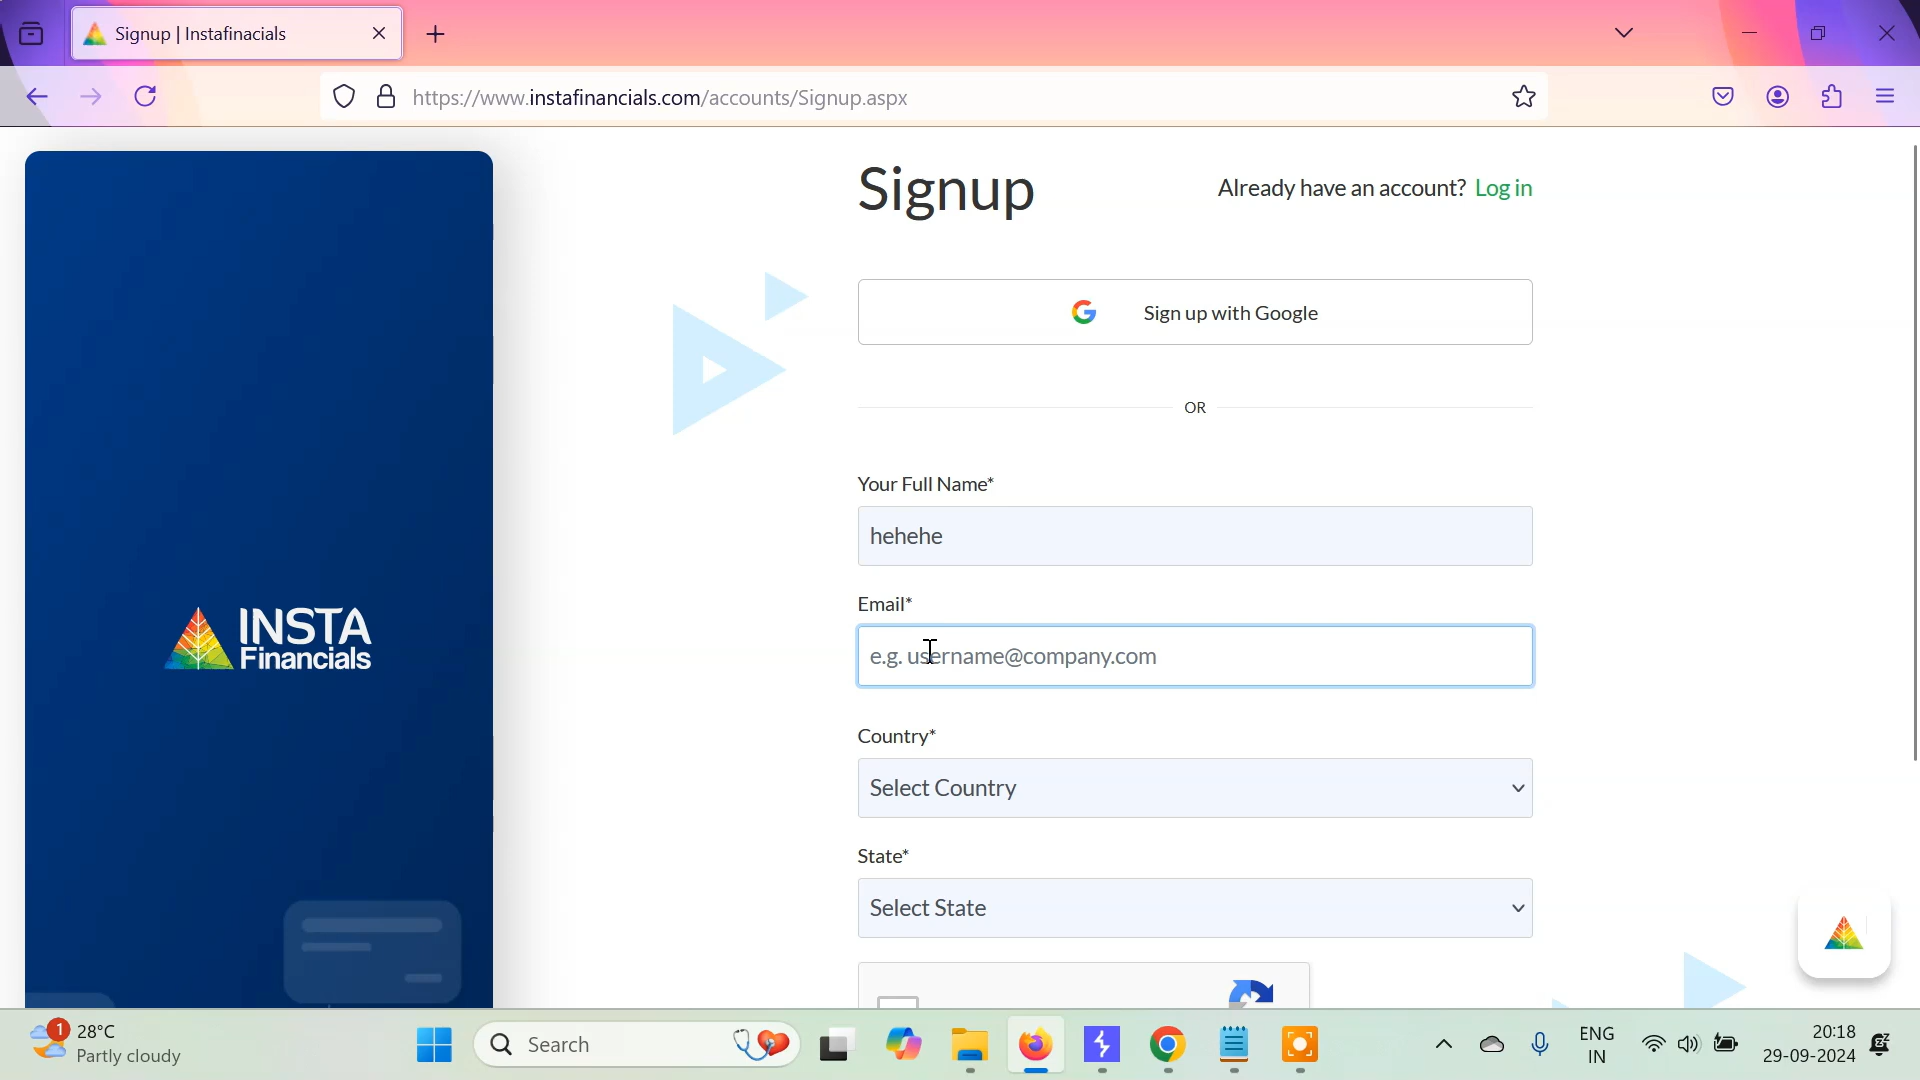 Signup | Instafinacials
https://www.instafinancials.com/accounts/Signup.aspx
Signup
Already have an account? Log in
Sign up with Google
OR
Your Full Name*
hehehe
Email*
e.g. username@company.com
Country*
Select Country
State*
Select State
INSTA
Financials
1
28°C
Partly cloudy
Search
ENG
IN
20:18
29-09-2024